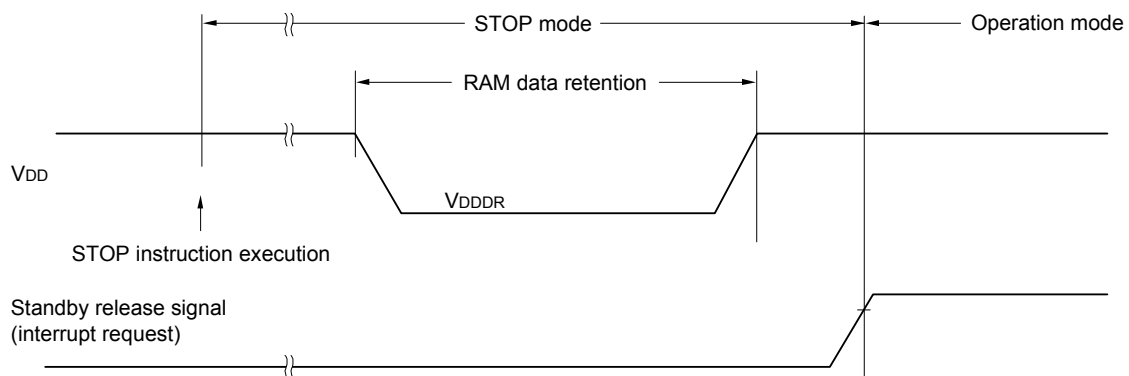 STOP mode
Operation mode
RAM data retention
VDD
VDDDR
STOP instruction execution
Standby release signal
(interrupt request)